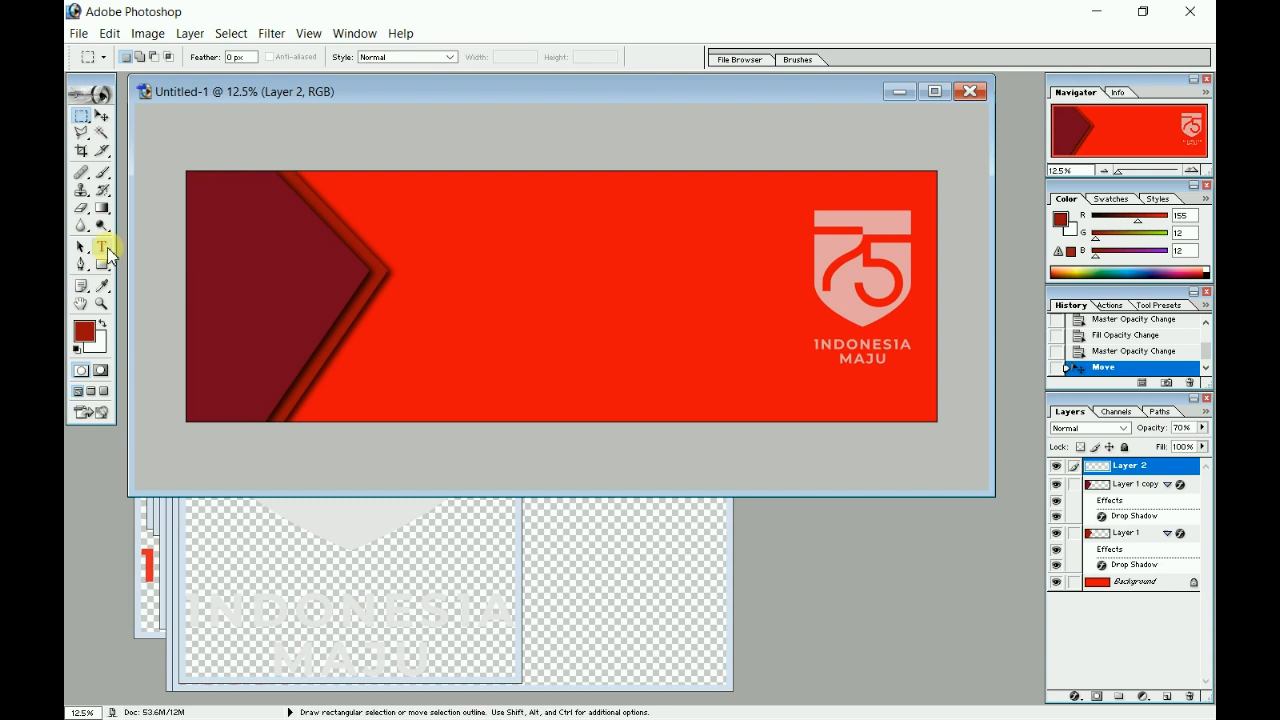 Adobe Photoshop
File Edit Image Layer Select Filter View Window Help
Feather: 0 px Anti-aliased Style: Normal Width: Height: File Browser Brushes
Untitled-1 @ 12.5% (Layer 2, RGB)
Navigator Info
75
INDONESIA
MAJU
12.5%
Color Swatches Styles
R 155
G 12
B 12
T
History Actions Tool Presets
Master Opacity Change
Fill Opacity Change
Master Opacity Change
Move
Layers Channels Paths
Normal Opacity: 70%
Lock: Fill: 100%
Layer 2
Layer 1 copy
Effects
Drop Shadow
Layer 1
Effects
Drop Shadow
Background
1
INDONESIA
MAJU
12.5% Doc: 53.6M/12M Draw rectangular selection or move selection outline. Use Shift, Alt, and Ctrl for additional options.